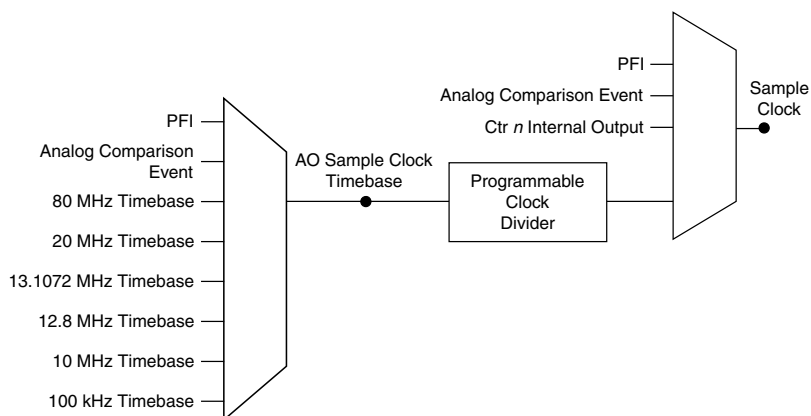 PFI
Analog Comparison
Event
80 MHz Timebase
20 MHz Timebase
13.1072 MHz Timebase
12.8 MHz Timebase
10 MHz Timebase
100 kHz Timebase
AO Sample Clock
Timebase
Programmable
Clock
Divider
PFI
Analog Comparison Event
Ctr n Internal Output
Sample
Clock